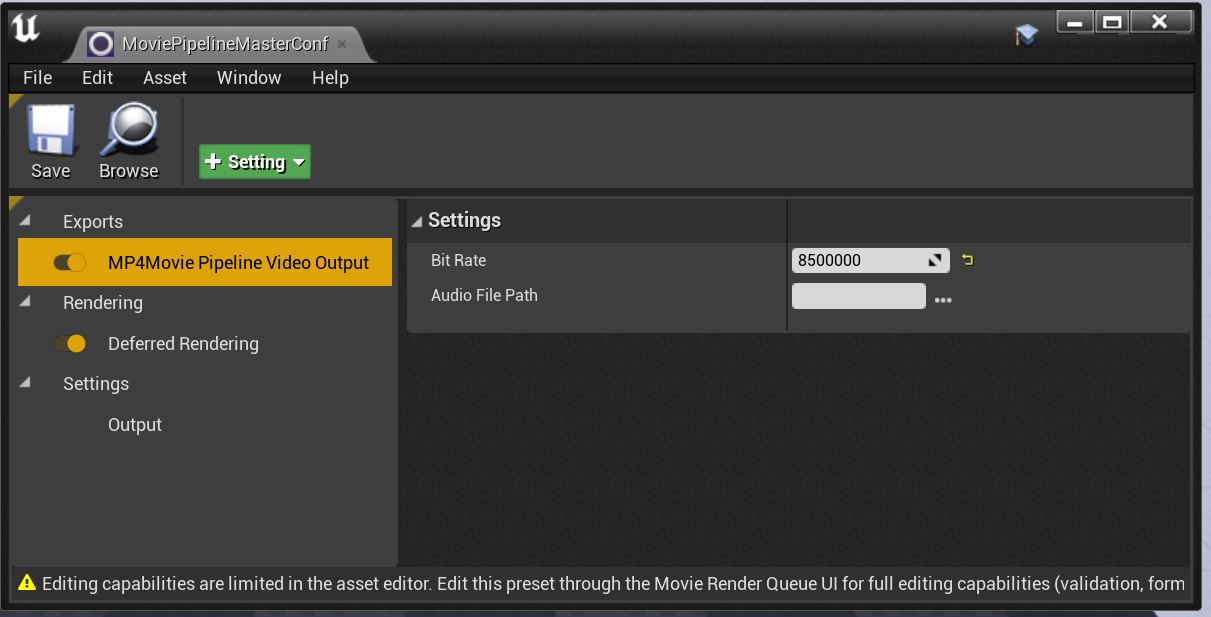 MoviePipelineMasterConf
File Edit Asset Window Help
Save Browse Setting
Exports
MP4Movie Pipeline Video Output
Rendering
Deferred Rendering
Settings
Output
Settings
Bit Rate 8500000
Audio File Path
Editing capabilities are limited in the asset editor. Edit this preset through the Movie Render Queue UI for full editing capabilities (validation, form